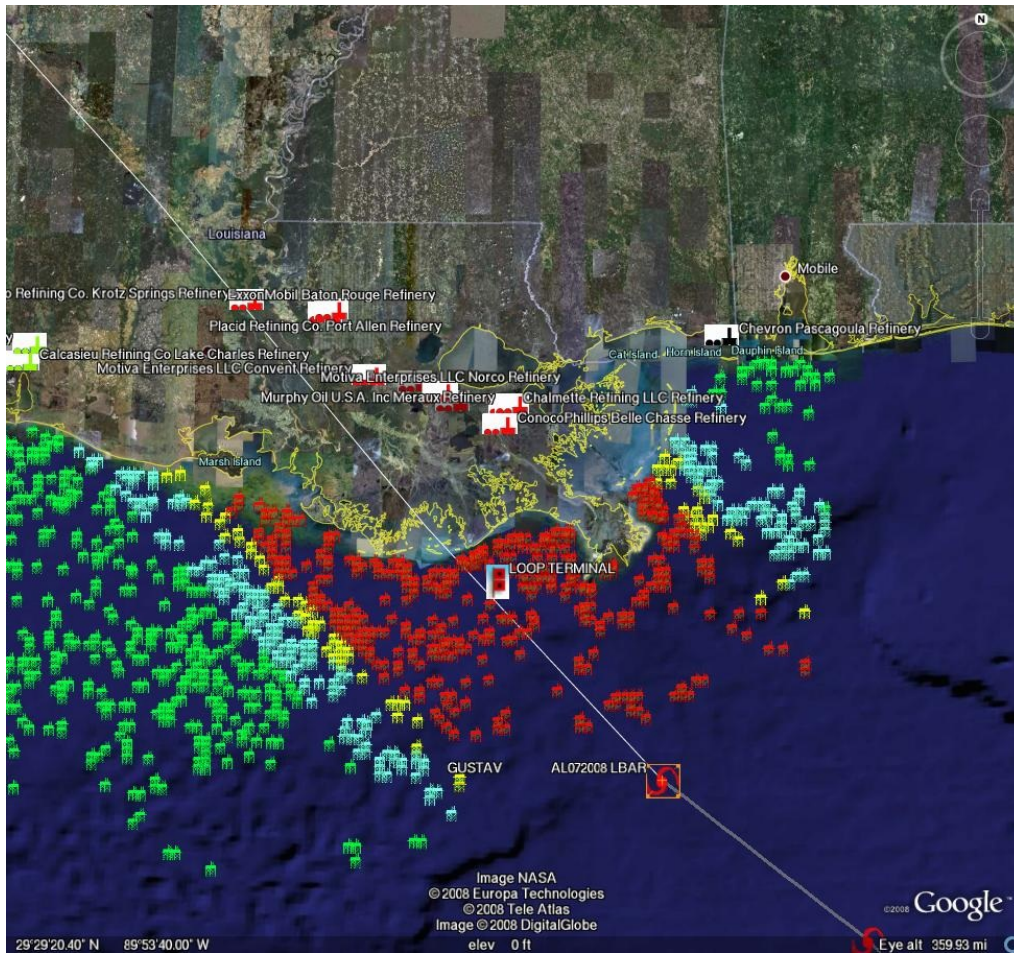 N
Louisiana
Mobile
o Refining Co. Krotz Springs Refinery
ExxonMobil Baton Rouge Refinery
Placid Refining Co. Port Allen Refinery
Chevron Pascagoula Refinery
y
Cat Island
Horn Island
Dauphin Island
Calcasieu Refining Co Lake Charles Refinery
Motiva Enterprises LLC Convent Refinery
Motiva Enterprises LLC Norco Refinery
Murphy Oil U.S.A. Inc Meraux Refinery
Chalmette Refining LLC Refinery
ConocoPhillips Belle Chasse Refinery
Marsh Island
LOOP TERMINAL
GUSTAV
AL072008 LBAR
Image NASA
© 2008 Europa Technologies
© 2008 Tele Atlas
Image © 2008 DigitalGlobe
©2008 Google™
29°29'20.40" N 89°53'40.00" W
elev 0 ft
Eye alt 359.93 mi